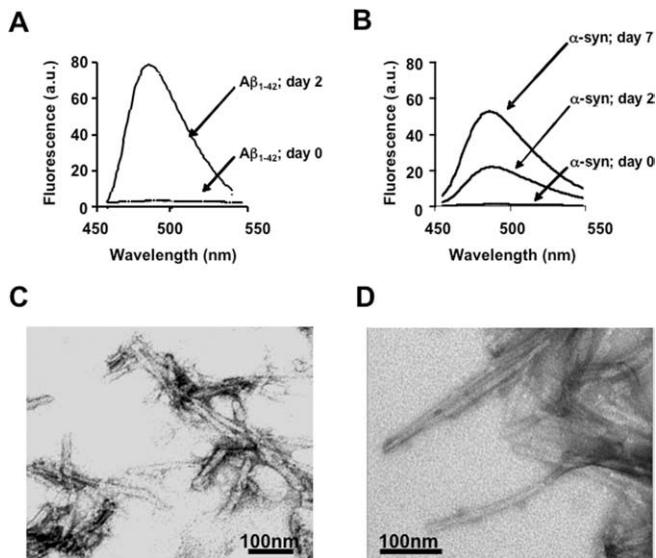 A
B
Fluorescence (a.u.)
80
60
40
20
0
Aβ1-42; day 2
Aβ1-42; day 0
450
500
550
Wavelength (nm)
Fluorescence (a.u.)
80
60
40
20
0
α-syn; day 7
α-syn; day 2
α-syn; day 0
450
500
550
Wavelength (nm)
C
D
100nm
100nm